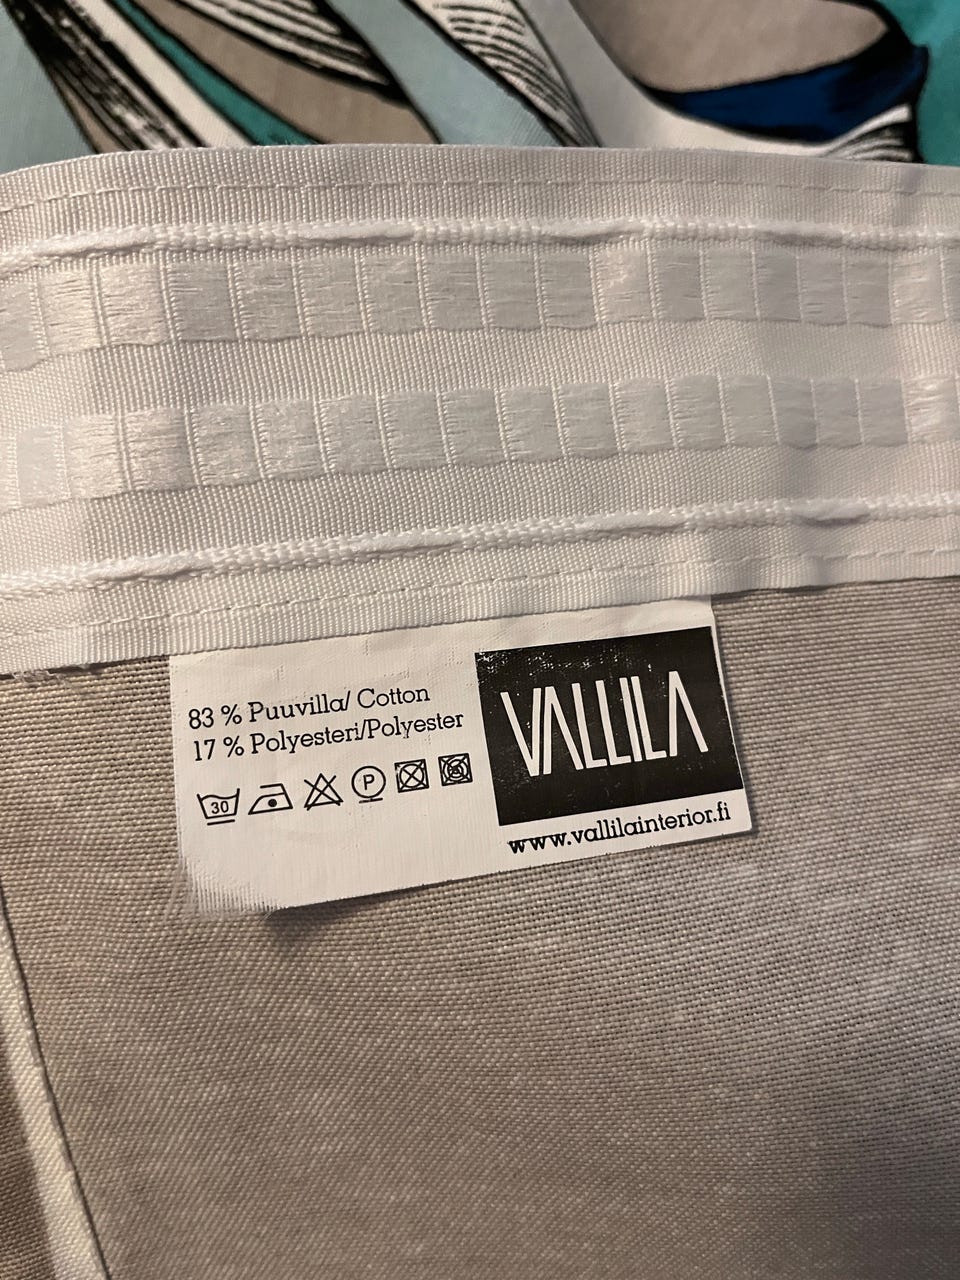 83 % Puuvilla/ Cotton
17 % Polyesteri/Polyester
30 P
VALLILA
www.vallilainterior.fi